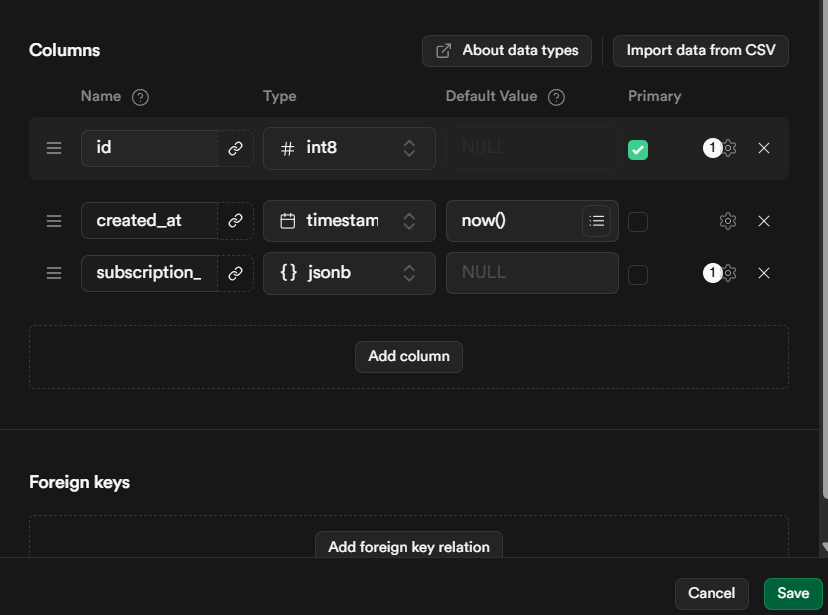 Columns
About data types
Import data from CSV
Name ?
Type
Default Value ?
Primary
id
# int8
NULL
1
created_at
timestam
now()
subscription_
{} jsonb
NULL
1
Add column
Foreign keys
Add foreign key relation
Cancel
Save